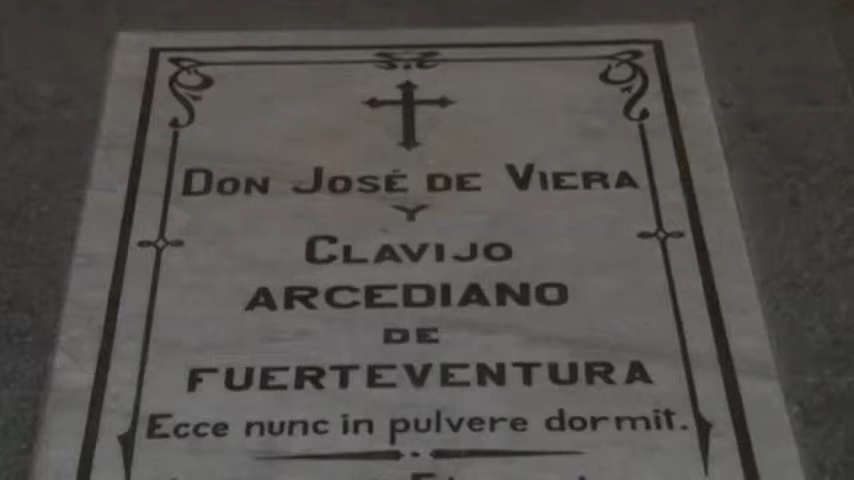 Don José de Viera
y
Clavijo
Arcediano
de
Fuerteventura
Ecce nunc in pulvere dormit.